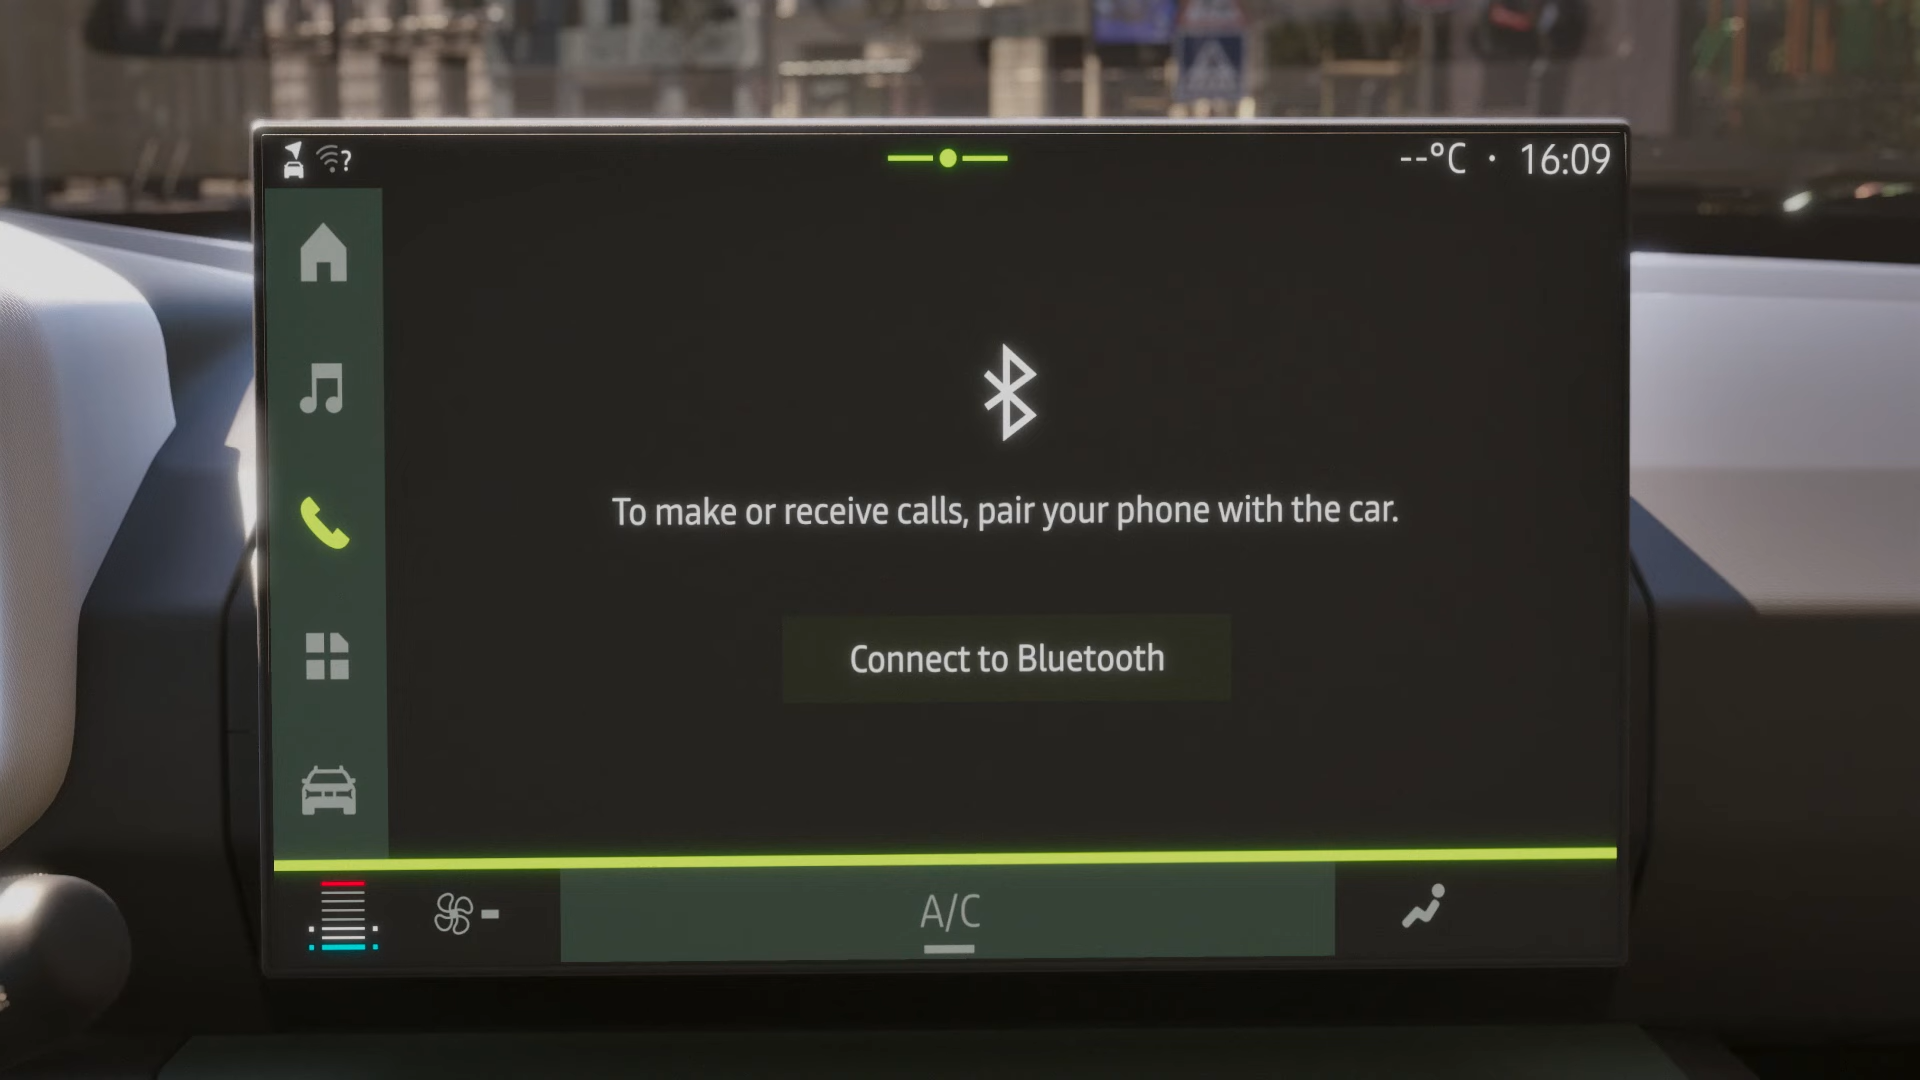 ?
--°C · 16:09
To make or receive calls, pair your phone with the car.
Connect to Bluetooth
A/C